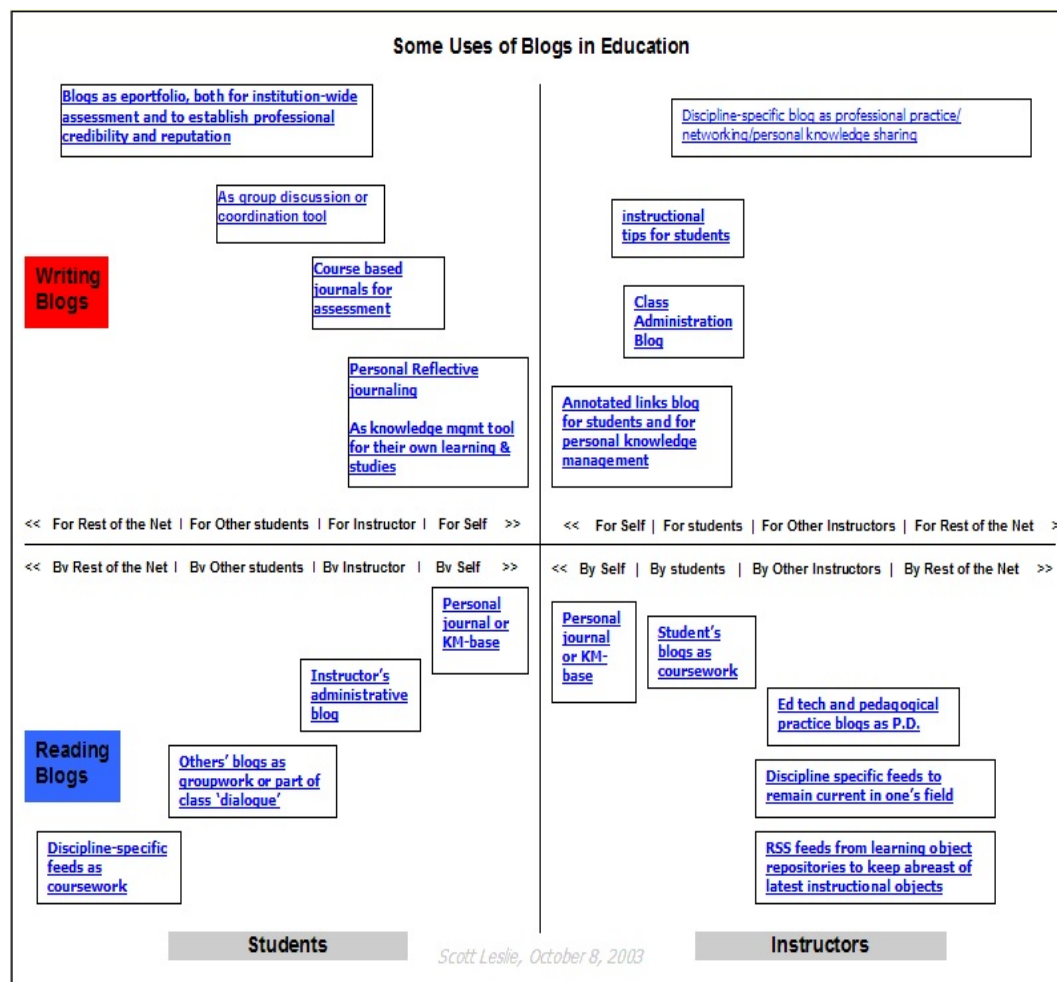 Some Uses of Blogs in Education
Blogs as eportfolio, both for institution-wide
assessment and to establish professional
credibility and reputation
Discipline-specific blog as professional practice/
networking/personal knowledge sharing
As group discussion or
coordination tool
instructional
tips for students
Writing
Blogs
Course based
journals for
assessment
Class
Administration
Blog
Personal Reflective
journaling
As knowledge mgmt tool
for their own learning &
studies
Annotated links blog
for students and for
personal knowledge
management
<< For Rest of the Net | For Other students | For Instructor | For Self >>
<< For Self | For students | For Other Instructors | For Rest of the Net >
<< By Rest of the Net | By Other students | By Instructor | By Self >>
<< By Self | By students | By Other Instructors | By Rest of the Net >>
Personal
journal or
KM-base
Personal
journal
or KM-
base
Student's
blogs as
coursework
Instructor's
administrative
blog
Ed tech and pedagogical
practice blogs as P.D.
Reading
Blogs
Others' blogs as
groupwork or part of
class 'dialogue'
Discipline specific feeds to
remain current in one's field
Discipline-specific
feeds as
coursework
RSS feeds from learning object
repositories to keep abreast of
latest instructional objects
Students
Instructors
Scott Leslie, October 8, 2003